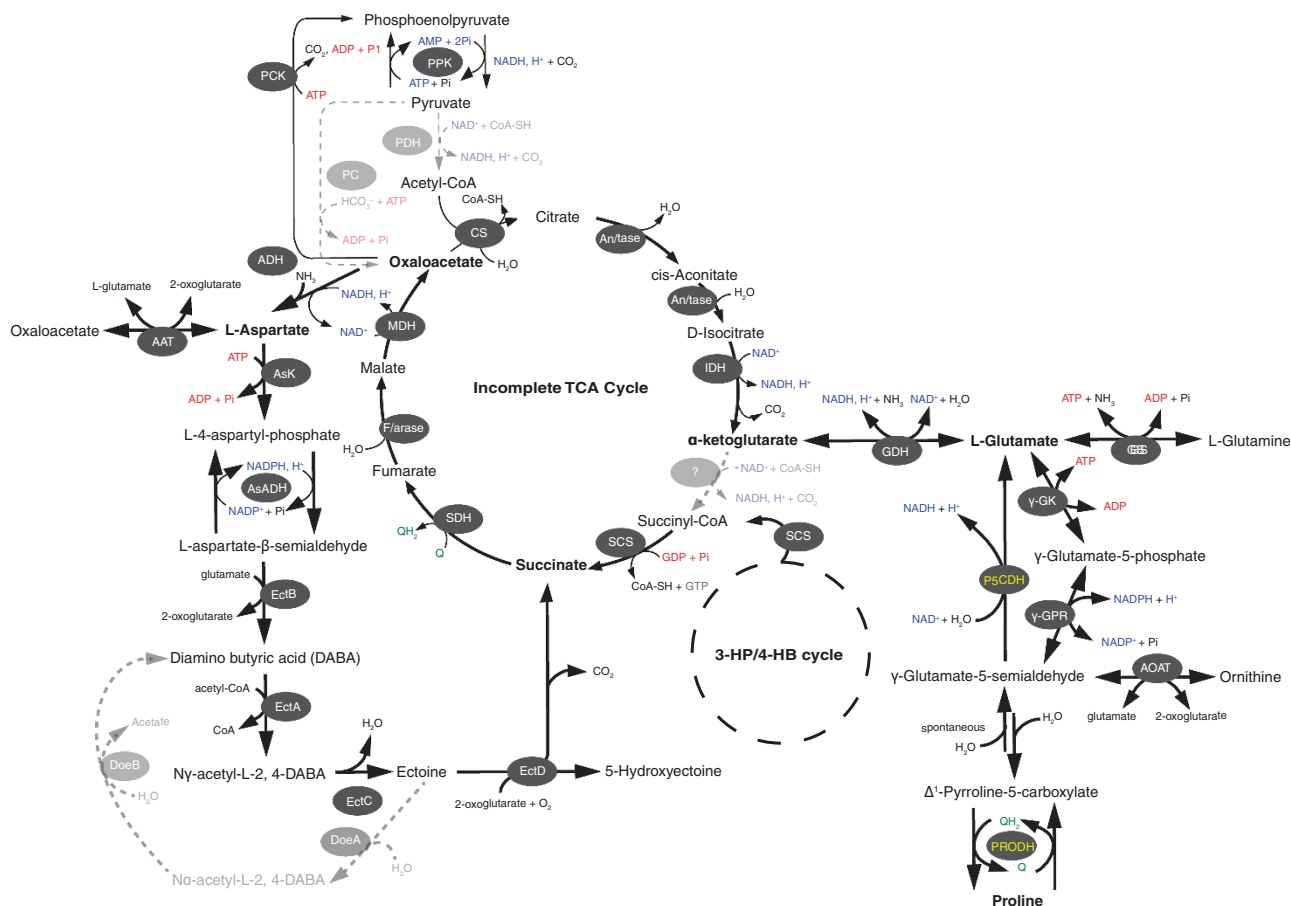 Phosphoenolpyruvate
CO₂, ADP + P1
PCK
ATP
AMP + 2Pi
PPK
ATP + Pi
NADH, H⁺ + CO₂
Pyruvate
PDH
NAD⁺ + CoA-SH
NADH, H⁺ + CO₂
PC
Acetyl-CoA
HCO₃⁻ + ATP
ADP + Pi
CoA-SH
CS
H₂O
Citrate
H₂O
An/tase
cis-Aconitate
An/tase
H₂O
D-Isocitrate
IDH
NAD⁺
NADH, H⁺
CO₂
ADH
Oxaloacetate
NH₃
NADH, H⁺
NAD⁺
MDH
L-glutamate
2-oxoglutarate
Oxaloacetate
AAT
L-Aspartate
Malate
Incomplete TCA Cycle
ATP
AsK
ADP + Pi
F/arase
H₂O
Fumarate
L-4-aspartyl-phosphate
NADPH, H⁺
AsADH
NADP⁺ + Pi
L-aspartate-β-semialdehyde
SDH
QH₂
Q
Succinate
α-ketoglutarate
?
NAD⁺ + CoA-SH
NADH, H⁺ + CO₂
Succinyl-CoA
SCS
GDP + Pi
CoA-SH + GTP
SCS
3-HP/4-HB cycle
NADH, H⁺ + NH₃
NAD⁺ + H₂O
GDH
L-Glutamate
ATP + NH₃
ADP + Pi
L-Glutamine
ATP
γ-GK
ADP
NADH + H⁺
γ-Glutamate-5-phosphate
P5CDH
NAD⁺ + H₂O
NADPH + H⁺
γ-GPR
NADP⁺ + Pi
γ-Glutamate-5-semialdehyde
AOAT
Ornithine
glutamate
2-oxoglutarate
spontaneous
H₂O
H₂O
Δ¹-Pyrroline-5-carboxylate
QH₂
PRODH
Q
Proline
glutamate
EctB
2-oxoglutarate
Diamino butyric acid (DABA)
acetyl-CoA
EctA
CoA
Acetate
DoeB
H₂O
Nγ-acetyl-L-2, 4-DABA
H₂O
EctC
Ectoine
EctD
2-oxoglutarate + O₂
CO₂
5-Hydroxyectoine
DoeA
H₂O
Nα-acetyl-L-2, 4-DABA